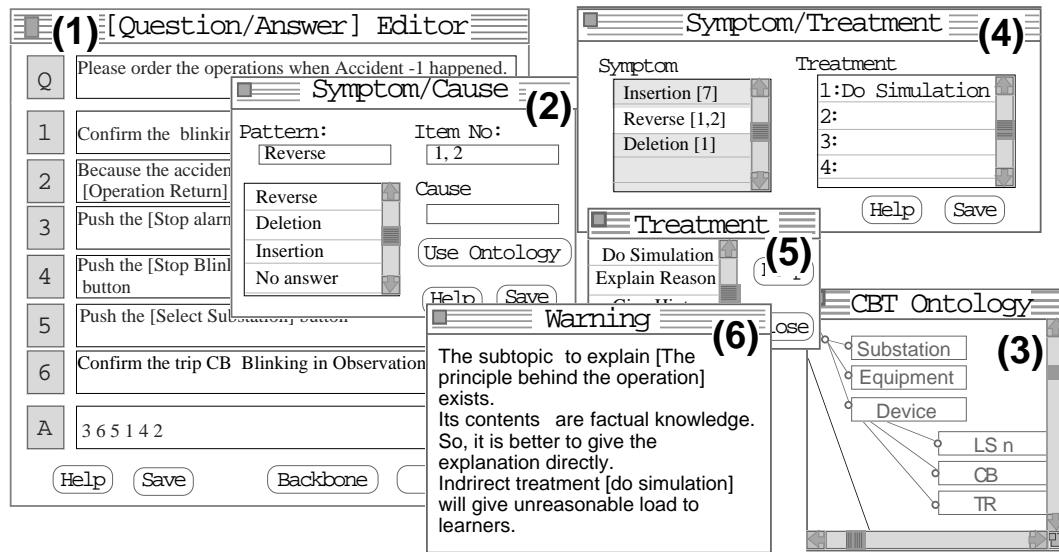 (1)
[Question/Answer] Editor
Q
Please order the operations when Accident -1 happened.
1
Confirm the
2
Because the
[Operation Return]
3
Push the [Stop
4
Push the [Stop
button
5
Push the [Select Substation] button
6
Confirm the trip CB Blinking in Observation
A
3 6 5 1 4 2
Help
Save
Backbone
Symptom/Cause
(2)
Pattern:
Item No:
Reverse
1, 2
Reverse
Deletion
Insertion
No answer
Cause
Use Ontology
Help
Save
Symptom/Treatment
(4)
Symptom
Treatment
Insertion [7]
Reverse [1,2]
Deletion [1]
1:Do Simulation
2:
3:
4:
Help
Save
Treatment
(5)
Do Simulation
Explain Reason
Warning
(6)
The subtopic to explain [The
principle behind the operation]
exists.
Its contents are factual knowledge.
So, it is better to give the
explanation directly.
Indrirect treatment [do simulation]
will give unreasonable load to
learners.
CBT Ontology
(3)
Substation
Equipment
Device
LS n
CB
TR